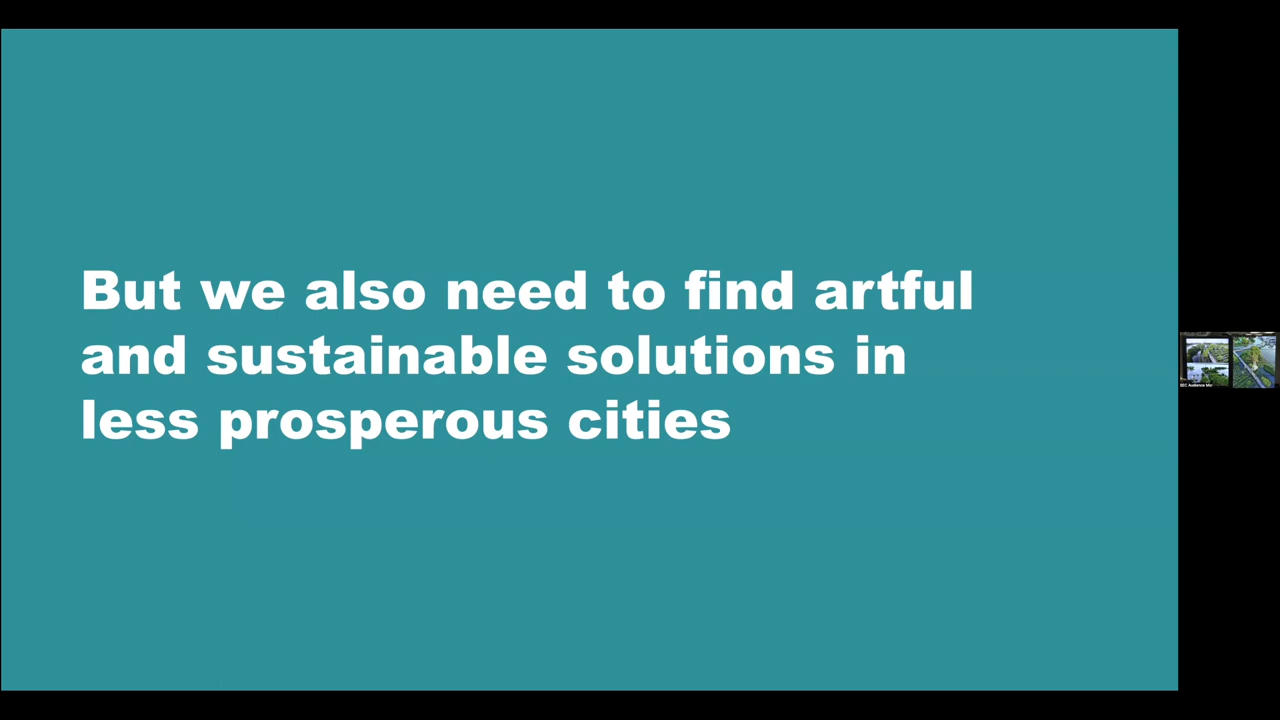 But we also need to find artful
and sustainable solutions in
less prosperous cities